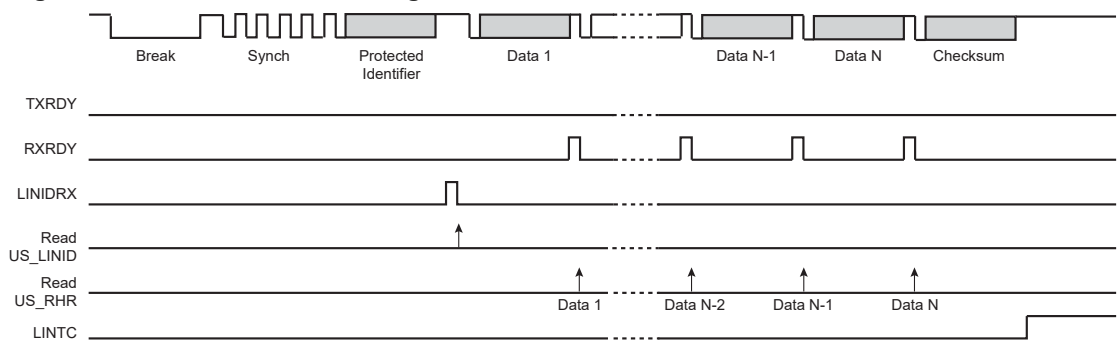 Break Synch Protected Data 1 Data N-1 Data N Checksum
Identifier
TXRDY
RXRDY
LINIDRX
Read
US_LINID
Read
US_RHR
Data 1 Data N-2 Data N-1 Data N
LINTC